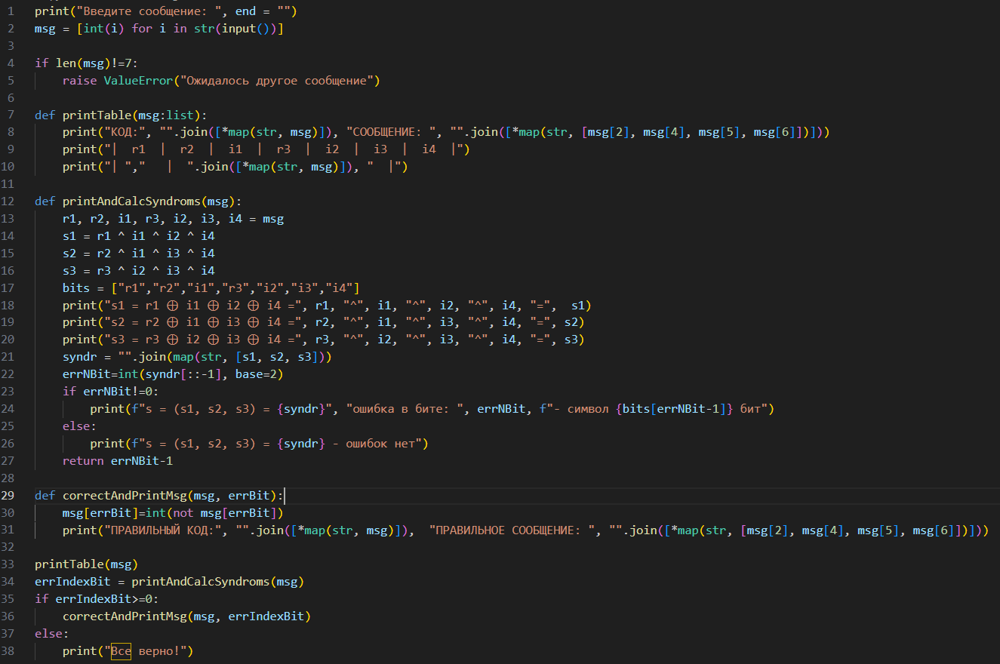 1 print("Введите сообщение: ", end = "")
2 msg = [int(i) for i in str(input())]
3
4 if len(msg)!=7:
5     raise ValueError("Ожидалось другое сообщение")
6
7 def printTable(msg:list):
8     print("КОД:", "".join([*map(str, msg)]), "СООБЩЕНИЕ: ", "".join([*map(str, [msg[2], msg[4], msg[5], msg[6]])]))
9     print("|  r1  |  r2  |  i1  |  r3  |  i2  |  i3  |  i4  |")
10     print("| ","   |  ".join([*map(str, msg)]), "  |")
11
12 def printAndCalcSyndroms(msg):
13     r1, r2, i1, r3, i2, i3, i4 = msg
14     s1 = r1 ^ i1 ^ i2 ^ i4
15     s2 = r2 ^ i1 ^ i3 ^ i4
16     s3 = r3 ^ i2 ^ i3 ^ i4
17     bits = ["r1","r2","i1","r3","i2","i3","i4"]
18     print("s1 = r1 ⊕ i1 ⊕ i2 ⊕ i4 =", r1, "^", i1, "^", i2, "^", i4, "=",  s1)
19     print("s2 = r2 ⊕ i1 ⊕ i3 ⊕ i4 =", r2, "^", i1, "^", i3, "^", i4, "=", s2)
20     print("s3 = r3 ⊕ i2 ⊕ i3 ⊕ i4 =", r3, "^", i2, "^", i3, "^", i4, "=", s3)
21     syndr = "".join(map(str, [s1, s2, s3]))
22     errNBit=int(syndr[::-1], base=2)
23     if errNBit!=0:
24         print(f"s = (s1, s2, s3) = {syndr}", "ошибка в бите: ", errNBit, f"- символ {bits[errNBit-1]} бит")
25     else:
26         print(f"s = (s1, s2, s3) = {syndr} - ошибок нет")
27     return errNBit-1
28
29 def correctAndPrintMsg(msg, errBit):
30     msg[errBit]=int(not msg[errBit])
31     print("ПРАВИЛЬНЫЙ КОД:", "".join([*map(str, msg)]),  "ПРАВИЛЬНОЕ СООБЩЕНИЕ: ", "".join([*map(str, [msg[2], msg[4], msg[5], msg[6]])]))
32
33 printTable(msg)
34 errIndexBit = printAndCalcSyndroms(msg)
35 if errIndexBit>=0:
36     correctAndPrintMsg(msg, errIndexBit)
37 else:
38     print("Все верно!")